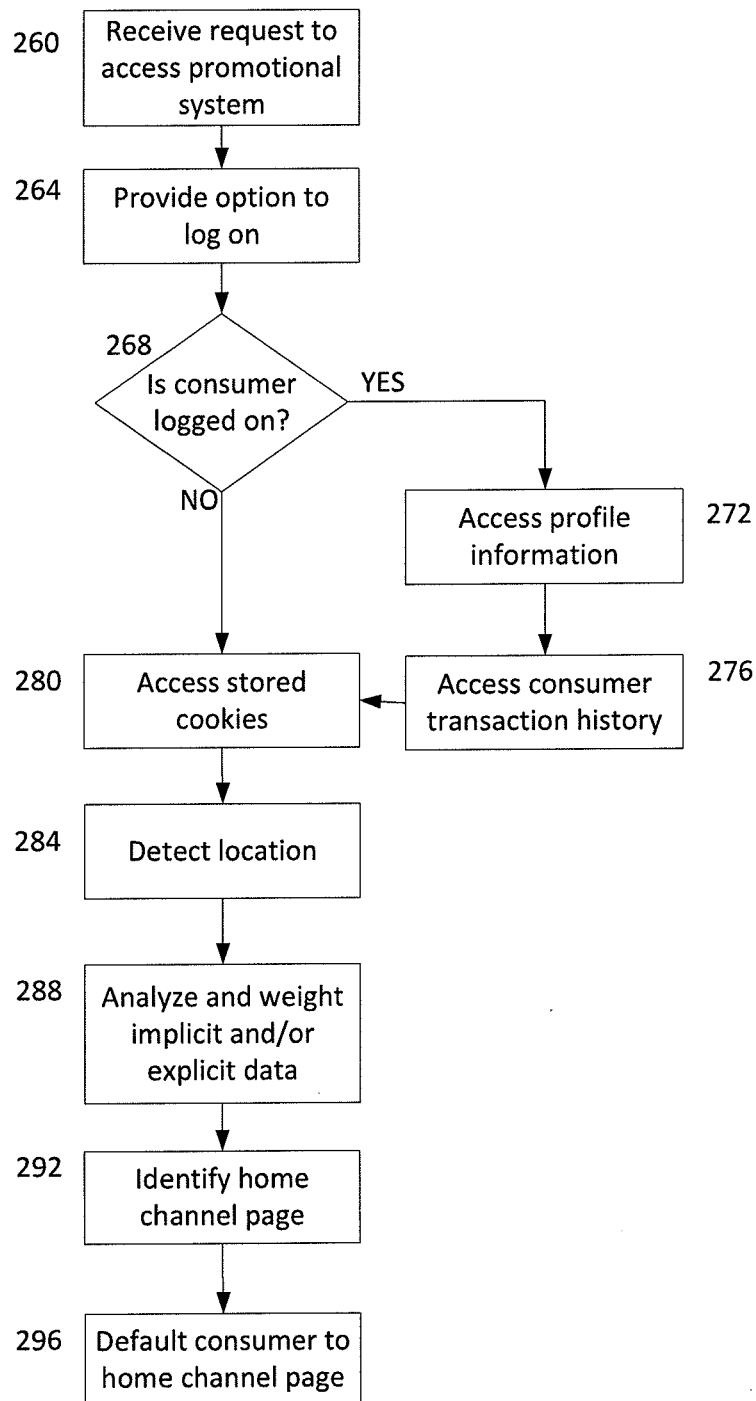 260
Receive request to
access promotional
system
264
Provide option to
log on
268
Is consumer
logged on?
YES
NO
Access profile
information
272
280
Access stored
cookies
Access consumer
transaction history
276
284
Detect location
288
Analyze and weight
implicit and/or
explicit data
292
Identify home
channel page
296
Default consumer to
home channel page